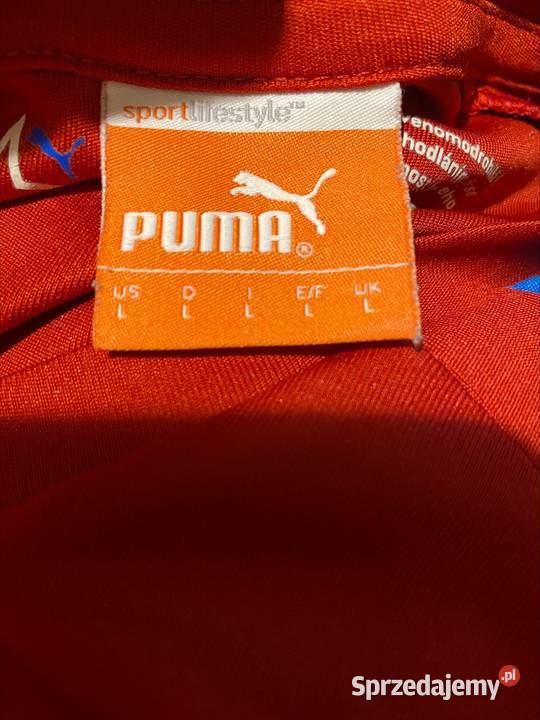 sportlifestyle™
PUMA®
US D I E/F UK
L L L L L
Sprzedajemy.pl